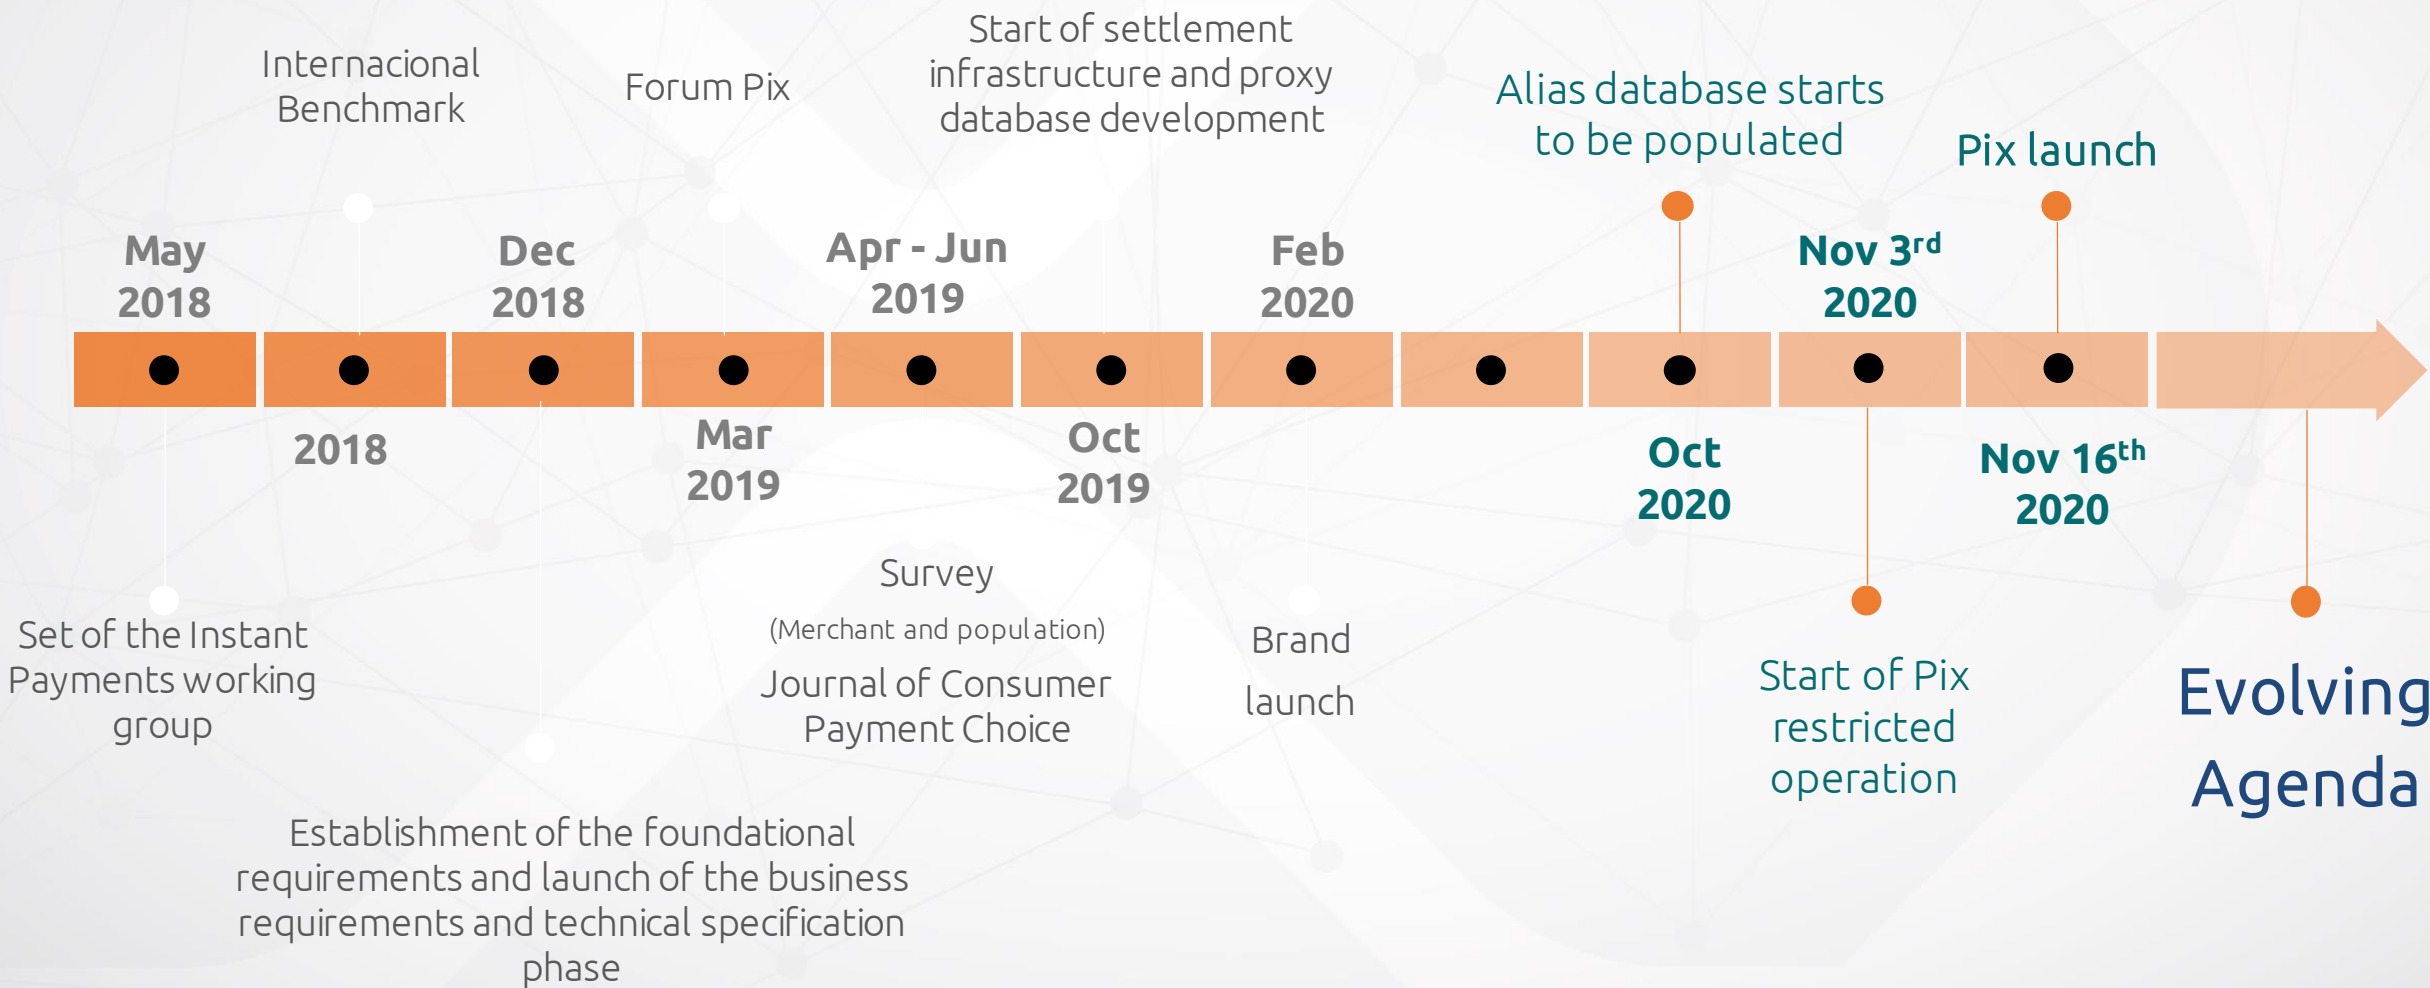 May
2018
Set of the Instant
Payments working
group
Internacional
Benchmark
2018
Dec
2018
Establishment of the foundational
requirements and launch of the business
requirements and technical specification
phase
Forum Pix
Mar
2019
Apr - Jun
2019
Survey
(Merchant and population)
Journal of Consumer
Payment Choice
Start of settlement
infrastructure and proxy
database development
Oct
2019
Feb
2020
Brand
launch
Alias database starts
to be populated
Oct
2020
Nov 3rd
2020
Start of Pix
restricted
operation
Pix launch
Nov 16th
2020
Evolving
Agenda